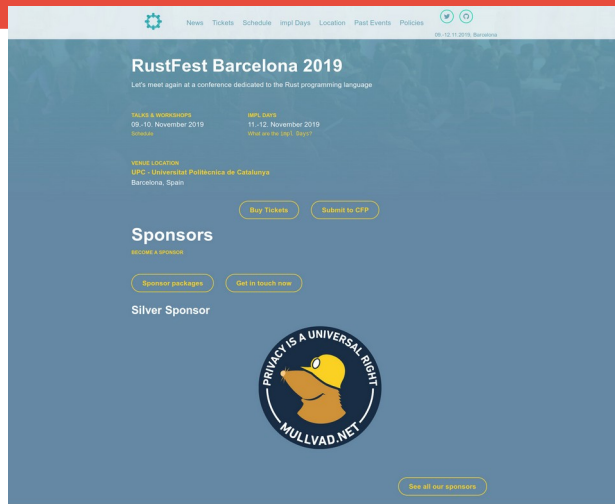 News Tickets Schedule impl Days Location Past Events Policies
09.-12.11.2019, Barcelona
RustFest Barcelona 2019
Let's meet again at a conference dedicated to the Rust programming language
TALKS & WORKSHOPS
09.-10. November 2019
Schedule
IMPL DAYS
11.-12. November 2019
What are the impl Days?
VENUE LOCATION
UPC - Universitat Politècnica de Catalunya
Barcelona, Spain
Buy Tickets
Submit to CFP
Sponsors
BECOME A SPONSOR
Sponsor packages
Get in touch now
Silver Sponsor
PRIVACY IS A UNIVERSAL RIGHT
MULLVAD.NET
See all our sponsors